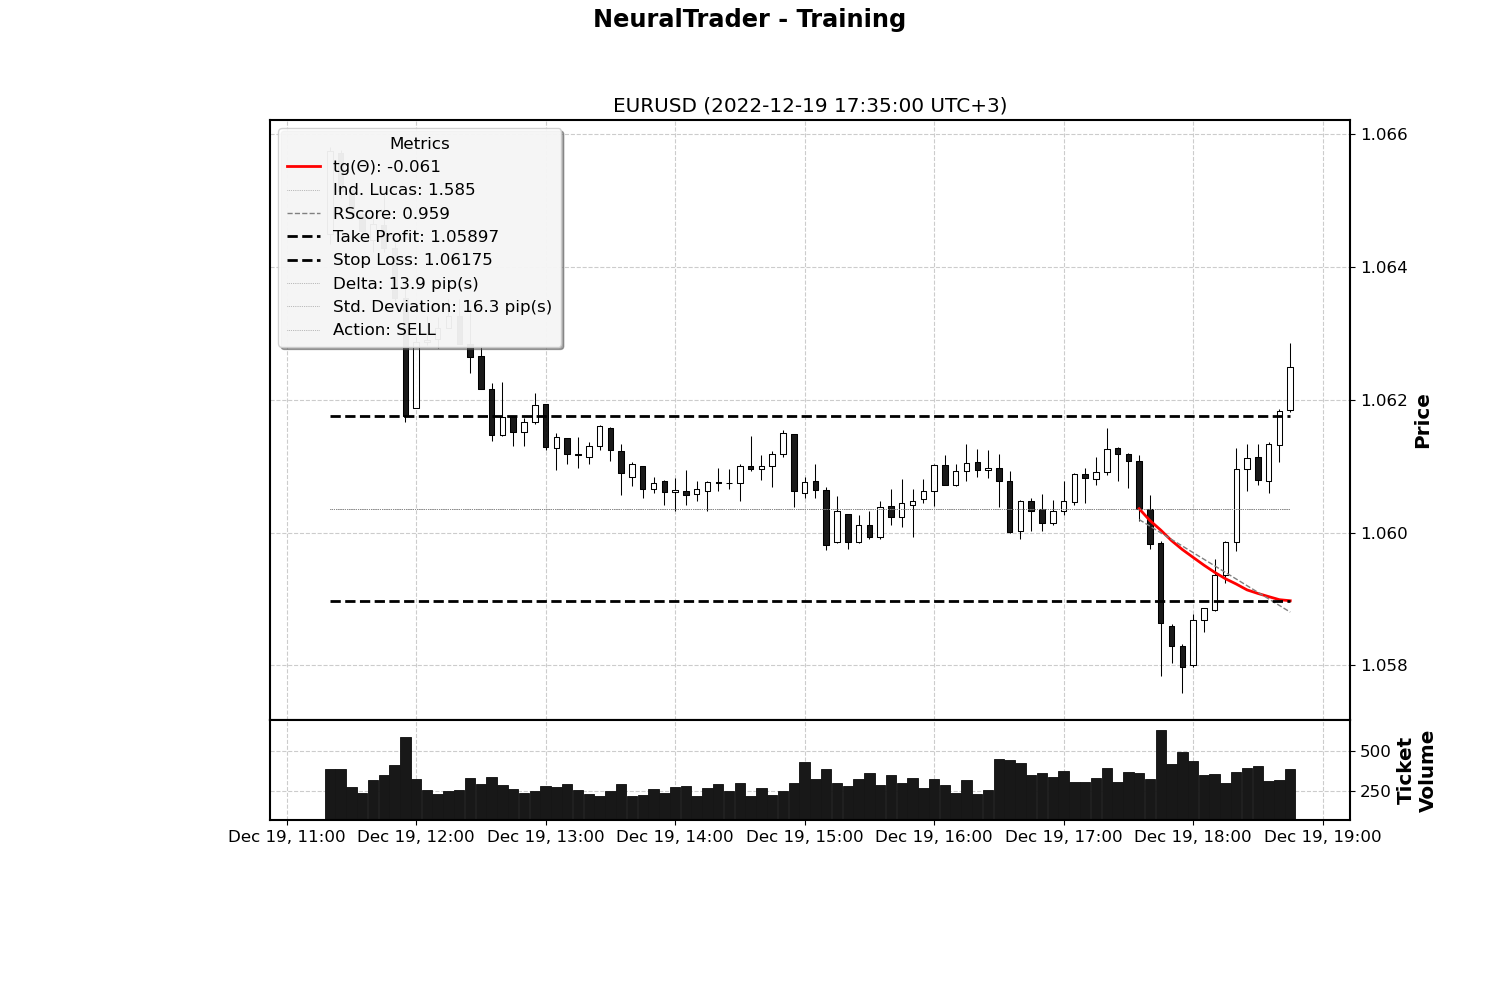 NeuralTrader - Training
EURUSD (2022-12-19 17:35:00 UTC+3)
Metrics
tg(Θ): -0.061
Ind. Lucas: 1.585
RScore: 0.959
Take Profit: 1.05897
Stop Loss: 1.06175
Delta: 13.9 pip(s)
Std. Deviation: 16.3 pip(s)
Action: SELL
1.066
1.064
1.062
1.060
1.058
Price
500
250
Ticket
Volume
Dec 19, 11:00 Dec 19, 12:00 Dec 19, 13:00 Dec 19, 14:00 Dec 19, 15:00 Dec 19, 16:00 Dec 19, 17:00 Dec 19, 18:00 Dec 19, 19:00